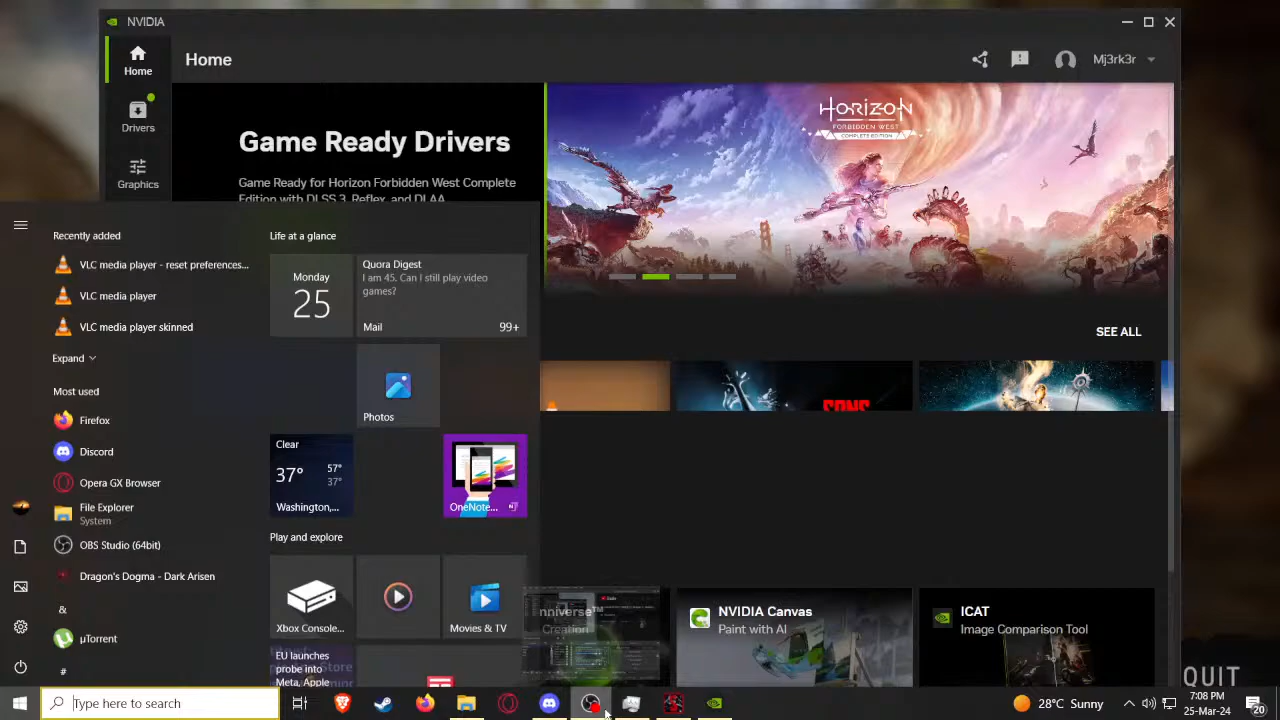 NVIDIA
Home
Home
Mj3rk3r
Drivers
Graphics
Game Ready Drivers
Game Ready for Horizon Forbidden West Complete
Edition with DLSS 3, Reflex, and DLAA
HORIZON
FORBIDDEN WEST
COMPLETE EDITION
SEE ALL
SONS
Recently added
VLC media player - reset preferences...
VLC media player
VLC media player skinned
Expand
Most used
Firefox
Discord
Opera GX Browser
File Explorer
System
OBS Studio (64bit)
Dragon's Dogma - Dark Arisen
&
µTorrent
#
Life at a glance
Monday
25
Quora Digest
I am 45. Can I still play video
games?
Mail
99+
Photos
Clear
37°
57°
37°
Washington,...
OneNote...
Play and explore
Xbox Console...
Movies & TV
EU launches
probe into
Meta, Apple
nniverse™
Creation
NVIDIA Canvas
Paint with AI
ICAT
Image Comparison Tool
QUIT
Type here to search
28°C Sunny
7:08 PM
25-Mar-24
20